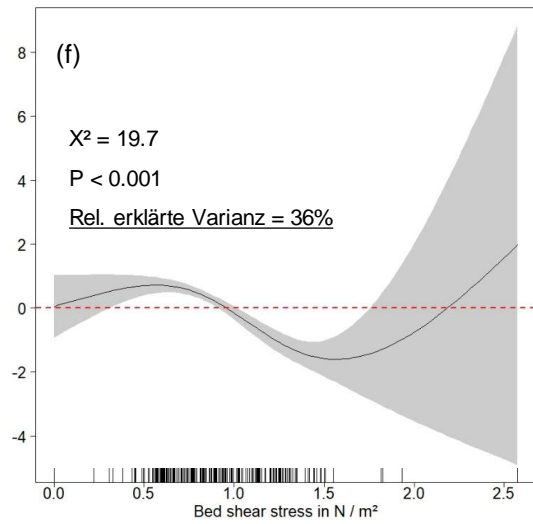 (f)
X² = 19.7
P < 0.001
Rel. erklärte Varianz = 36%
8
6
4
2
0
-2
-4
0.0 0.5 1.0 1.5 2.0 2.5
Bed shear stress in N / m²